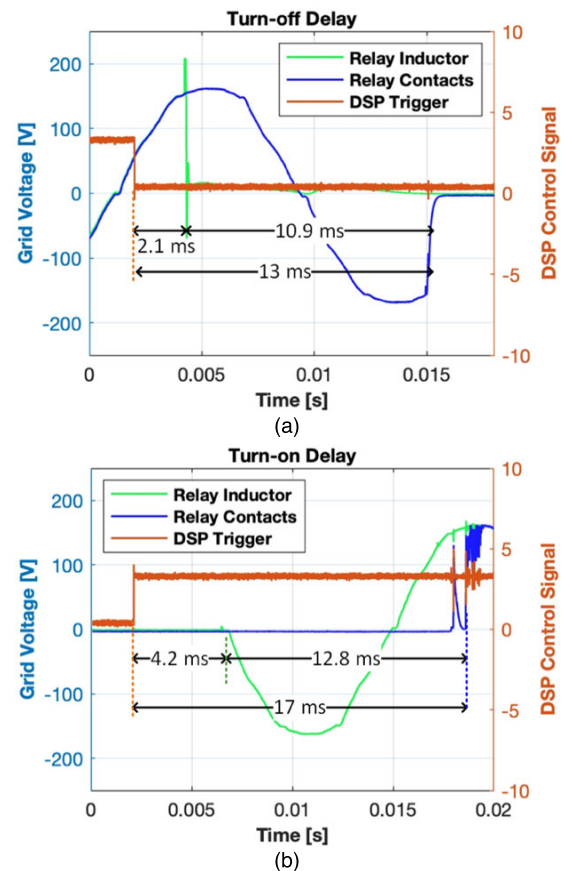 Turn-off Delay
200
100
0
-100
-200
Grid Voltage [V]
10
5
0
-5
-10
DSP Control Signal
Relay Inductor
Relay Contacts
DSP Trigger
2.1 ms
10.9 ms
13 ms
0
0.005
0.01
0.015
Time [s]
(a)
Turn-on Delay
200
100
0
-100
-200
Grid Voltage [V]
10
5
0
-5
-10
DSP Control Signal
Relay Inductor
Relay Contacts
DSP Trigger
4.2 ms
12.8 ms
17 ms
0
0.005
0.01
0.015
0.02
Time [s]
(b)